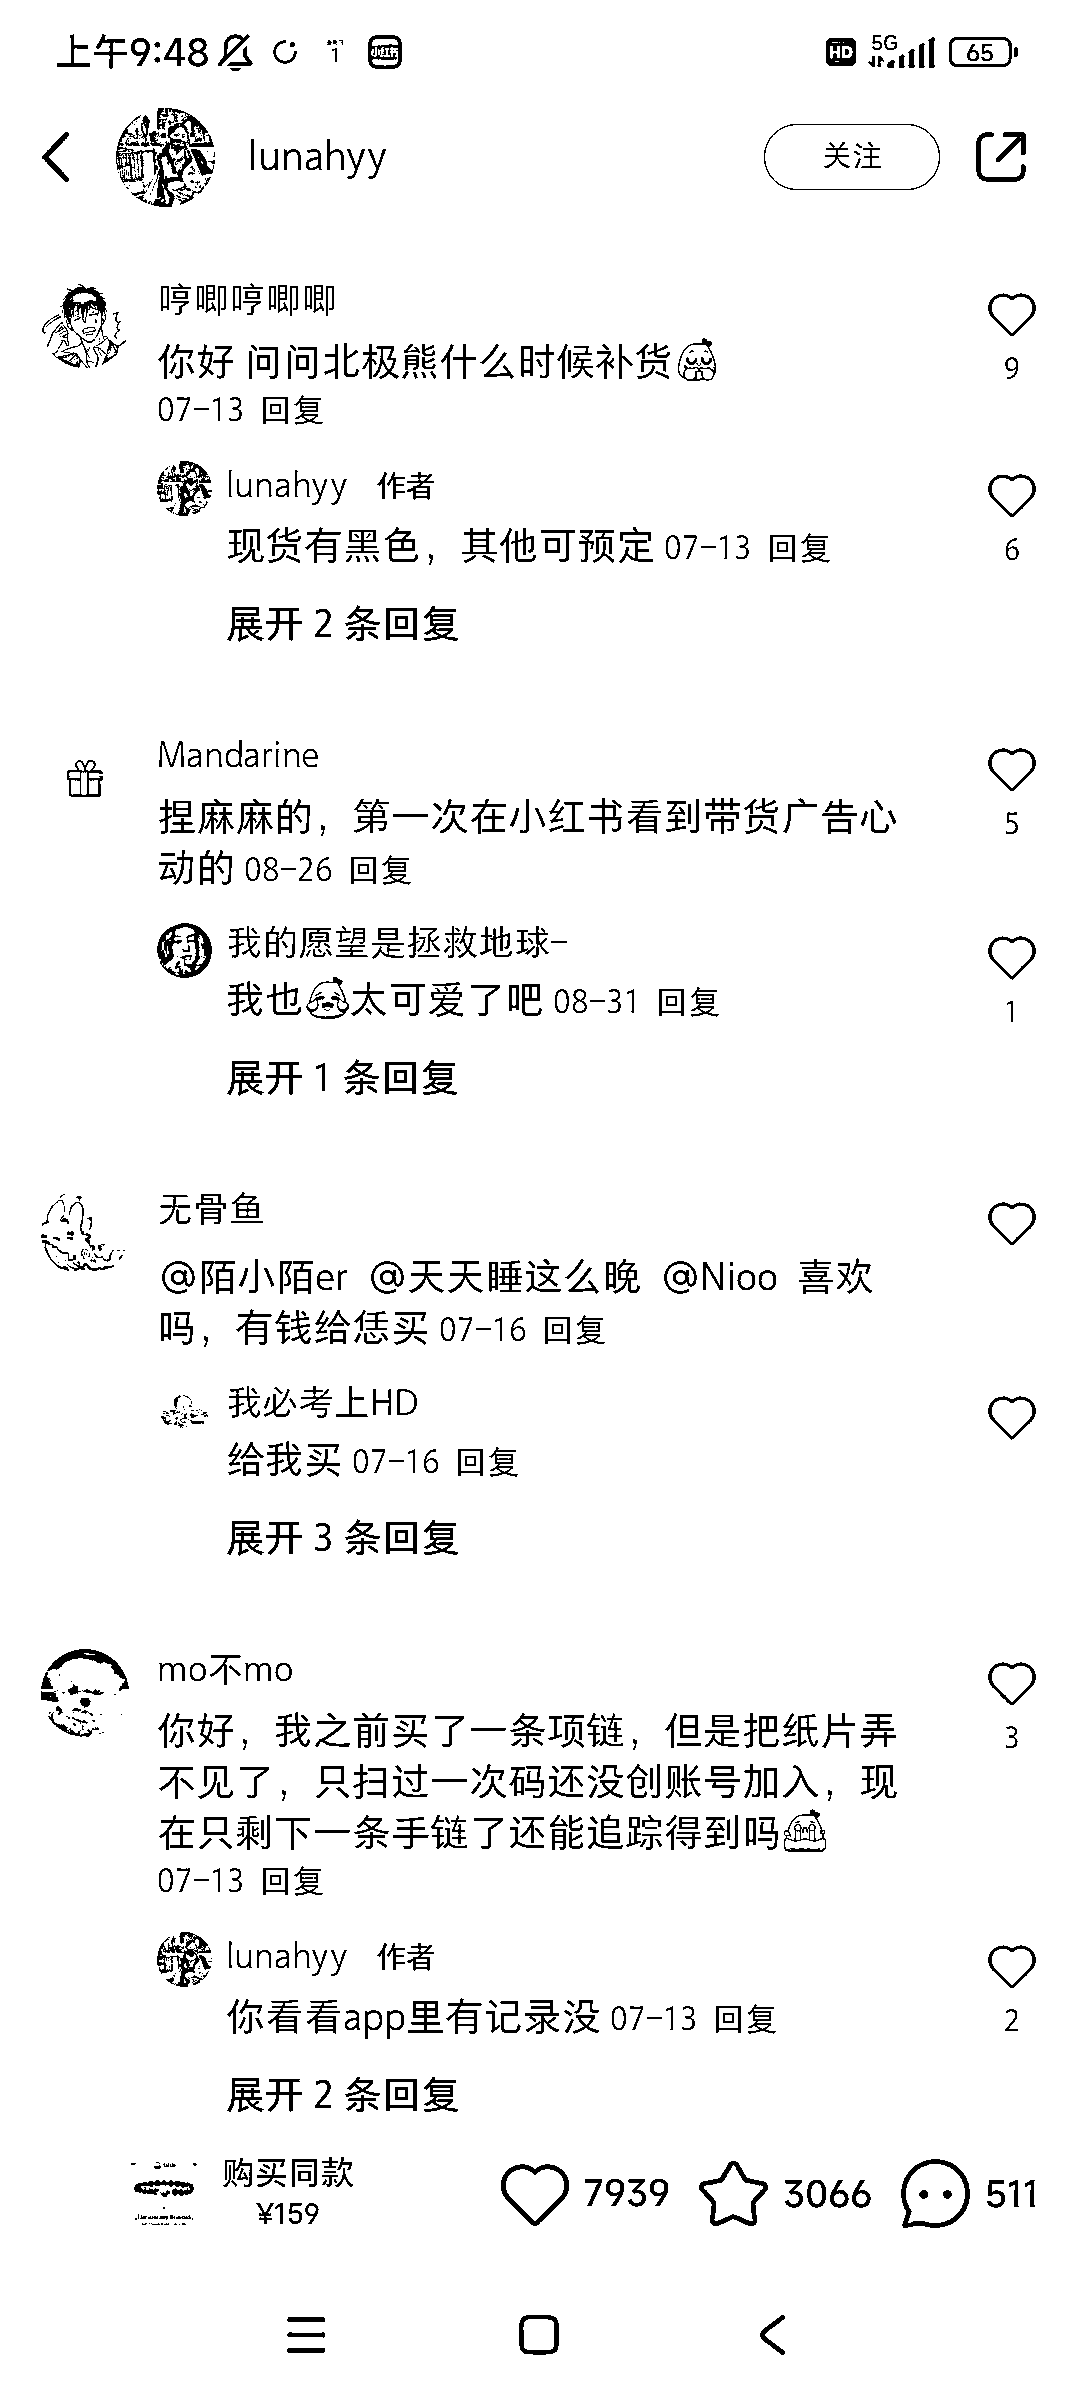 上午9:48
HD 5G 65
lunahyy 关注
哼唧哼唧唧
你好 问问北极熊什么时候补货
9
07-13 回复
lunahyy 作者
现货有黑色，其他可预定 07-13 回复
6
展开 2 条回复
Mandarine
捏麻麻的，第一次在小红书看到带货广告心
5
动的 08-26 回复
我的愿望是拯救地球-
我也太可爱了吧 08-31 回复
1
展开 1 条回复
无骨鱼
@陌小陌er @天天睡这么晚 @Nioo 喜欢
吗，有钱给恁买 07-16 回复
我必考上HD
给我买 07-16 回复
展开 3 条回复
mo不mo
你好，我之前买了一条项链，但是把纸片弄
3
不见了，只扫过一次码还没创账号加入，现
在只剩下一条手链了还能追踪得到吗
07-13 回复
lunahyy 作者
你看看app里有记录没 07-13 回复
2
展开 2 条回复
购买同款
¥159
7939 3066 511